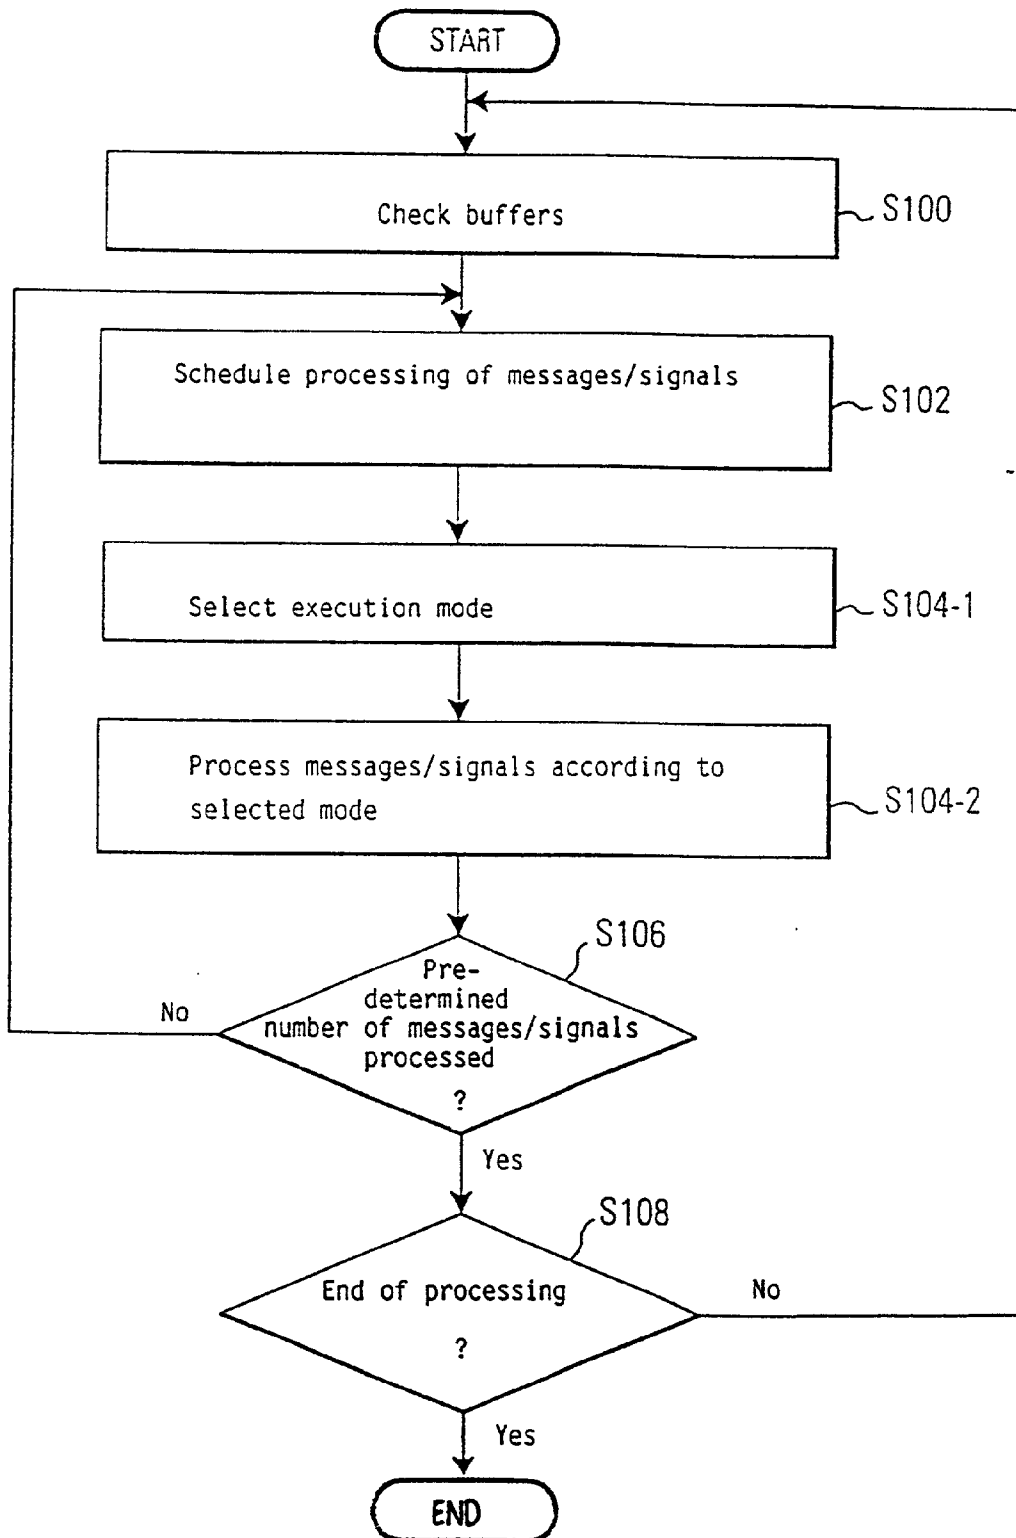 START
Check buffers
S100
Schedule processing of messages/signals
S102
Select execution mode
S104-1
Process messages/signals according to
selected mode
S104-2
S106
Pre-
determined
number of messages/signals
processed
?
No
Yes
S108
End of processing
?
No
Yes
END